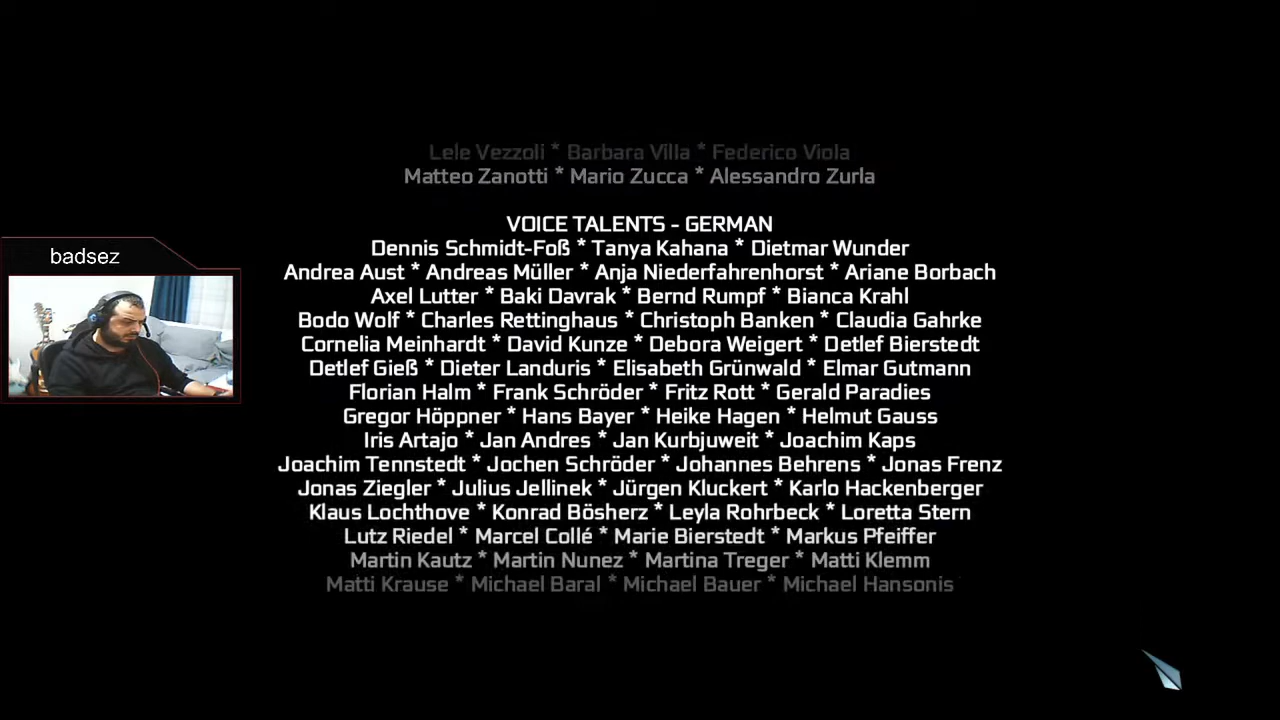 Lele Vezzoli * Barbara Villa * Federico Viola
Matteo Zanotti * Mario Zucca * Alessandro Zurla
VOICE TALENTS - GERMAN
Dennis Schmidt-Foß * Tanya Kahana * Dietmar Wunder
Andrea Aust * Andreas Müller * Anja Niederfahrenhorst * Ariane Borbach
Axel Lutter * Baki Davrak * Bernd Rumpf * Bianca Krahl
Bodo Wolf * Charles Rettinghaus * Christoph Banken * Claudia Gahrke
Cornelia Meinhardt * David Kunze * Debora Weigert * Detlef Bierstedt
Detlef Gieß * Dieter Landuris * Elisabeth Grünwald * Elmar Gutmann
Florian Halm * Frank Schröder * Fritz Rott * Gerald Paradies
Gregor Höppner * Hans Bayer * Heike Hagen * Helmut Gauss
Iris Artajo * Jan Andres * Jan Kurbjuweit * Joachim Kaps
Joachim Tennstedt * Jochen Schröder * Johannes Behrens * Jonas Frenz
Jonas Ziegler * Julius Jellinek * Jürgen Kluckert * Karlo Hackenberger
Klaus Lochthove * Konrad Bösherz * Leyla Rohrbeck * Loretta Stern
Lutz Riedel * Marcel Collé * Marie Bierstedt * Markus Pfeiffer
Martin Kautz * Martin Nunez * Martina Treger * Matti Klemm
Matti Krause * Michael Baral * Michael Bauer * Michael Hansonis
badsez